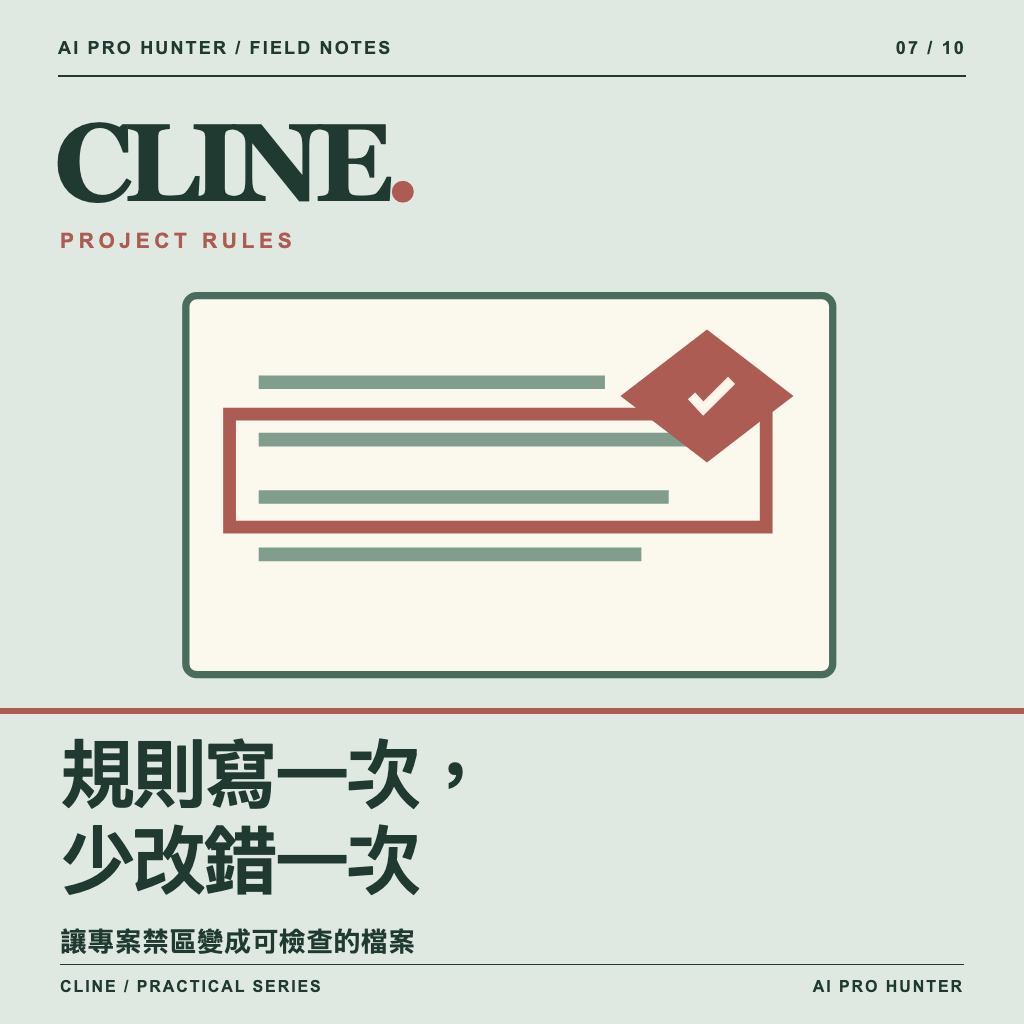 AI PRO HUNTER / FIELD NOTES
07 / 10
CLINE.
PROJECT RULES
規則寫一次，
少改錯一次
讓專案禁區變成可檢查的檔案
CLINE / PRACTICAL SERIES
AI PRO HUNTER